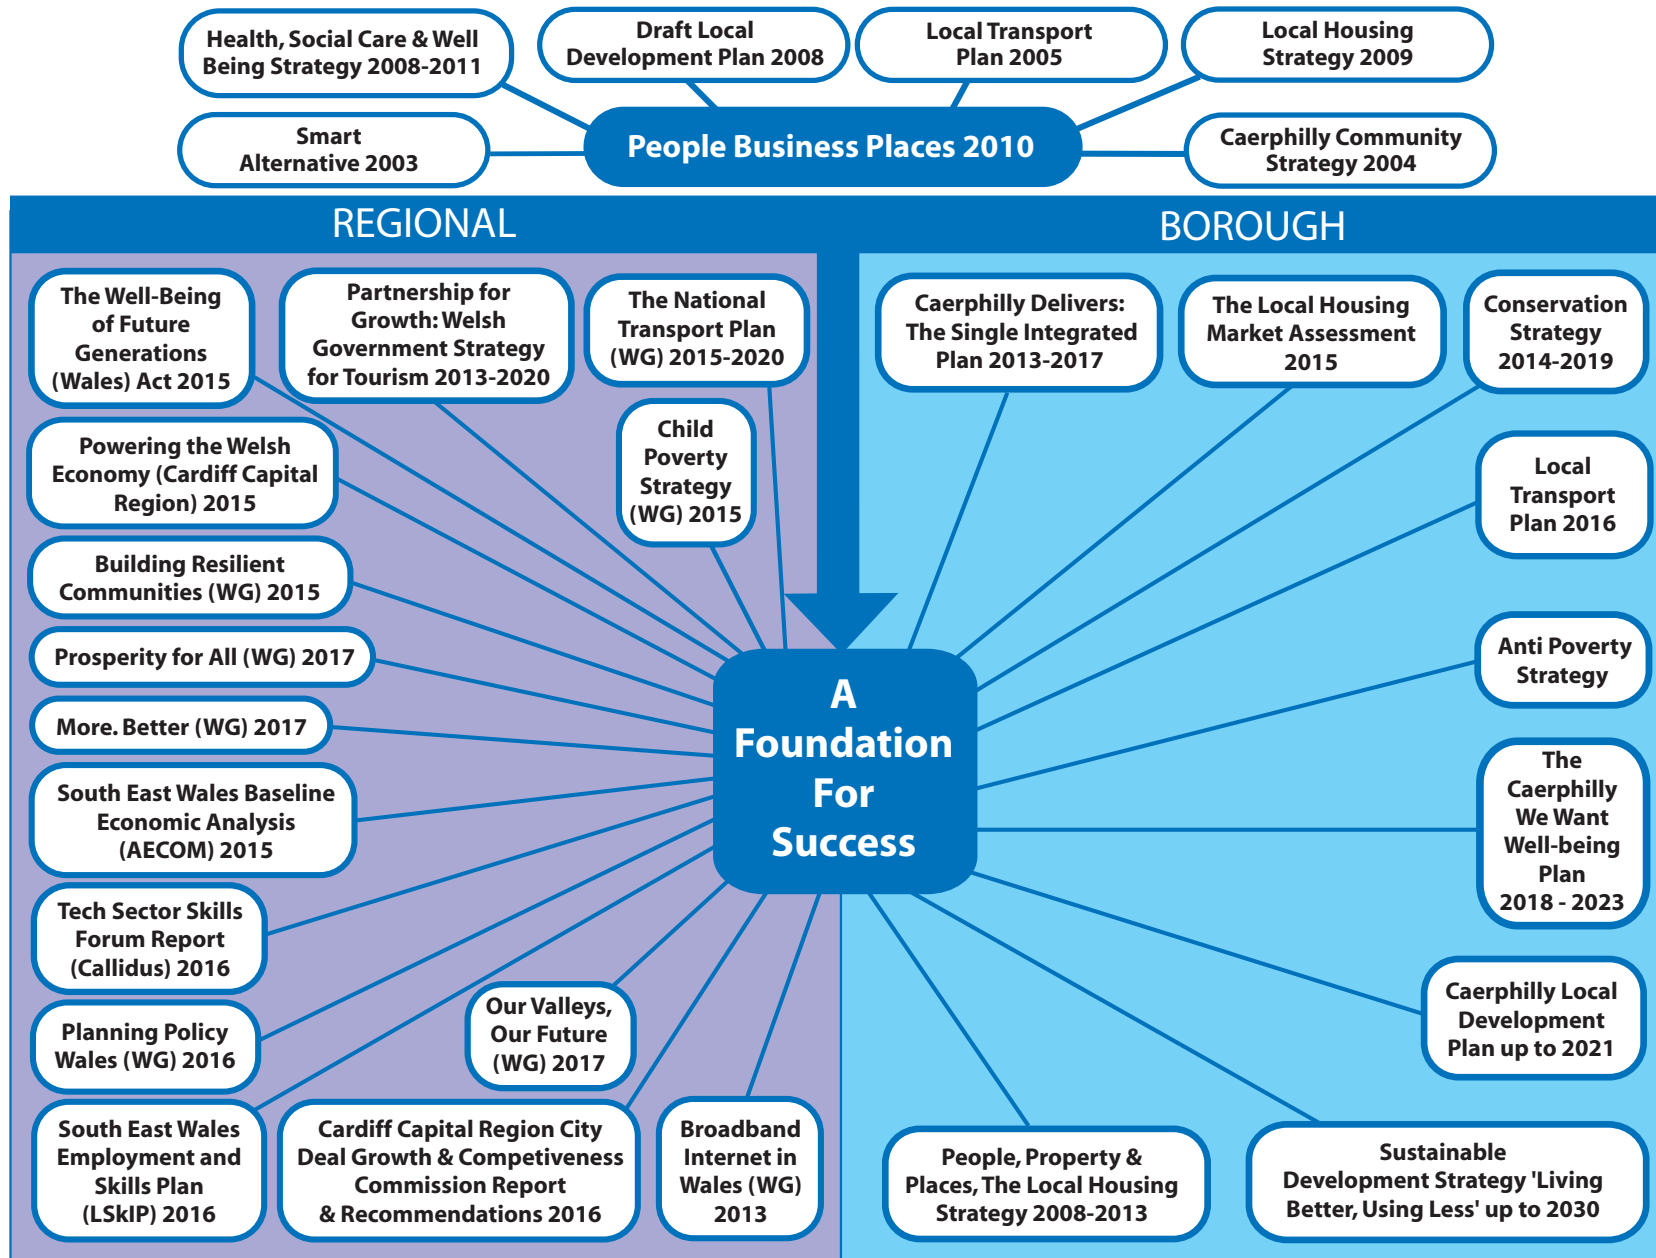 Health, Social Care & Well
Being Strategy 2008-2011
Draft Local
Development Plan 2008
Local Transport
Plan 2005
Local Housing
Strategy 2009
Smart
Alternative 2003
People Business Places 2010
Caerphilly Community
Strategy 2004
REGIONAL
BOROUGH
The Well-Being
of Future
Generations
(Wales) Act 2015
Partnership for
Growth: Welsh
Government Strategy
for Tourism 2013-2020
The National
Transport Plan
(WG) 2015-2020
Child
Poverty
Strategy
(WG) 2015
Powering the Welsh
Economy (Cardiff Capital
Region) 2015
Building Resilient
Communities (WG) 2015
Prosperity for All (WG) 2017
More. Better (WG) 2017
South East Wales Baseline
Economic Analysis
(AECOM) 2015
Tech Sector Skills
Forum Report
(Callidus) 2016
Planning Policy
Wales (WG) 2016
South East Wales
Employment and
Skills Plan
(LSkIP) 2016
Our Valleys,
Our Future
(WG) 2017
Cardiff Capital Region City
Deal Growth & Competiveness
Commission Report
& Recommendations 2016
Broadband
Internet in
Wales (WG)
2013
A
Foundation
For
Success
Caerphilly Delivers:
The Single Integrated
Plan 2013-2017
The Local Housing
Market Assessment
2015
Conservation
Strategy
2014-2019
Local
Transport
Plan 2016
Anti Poverty
Strategy
The
Caerphilly
We Want
Well-being
Plan
2018 - 2023
Caerphilly Local
Development
Plan up to 2021
People, Property &
Places, The Local Housing
Strategy 2008-2013
Sustainable
Development Strategy 'Living
Better, Using Less' up to 2030